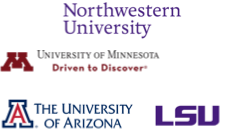 Northwestern
University
M UNIVERSITY OF MINNESOTA
Driven to Discover®
A THE UNIVERSITY
OF ARIZONA
LSU